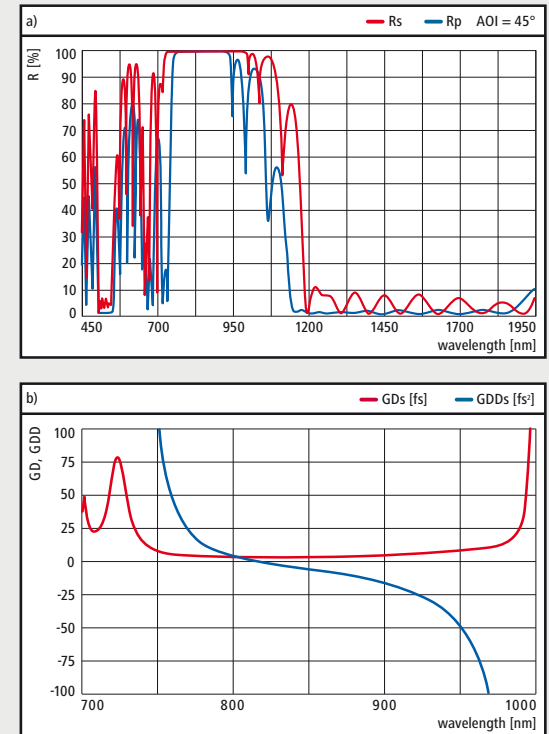 a) Rs Rp AOI = 45°
R [%]
100
90
80
70
60
50
40
30
20
10
0
450 700 950 1200 1450 1700 1950
wavelength [nm]
b) GDs [fs] GDDs [fs²]
GD, GDD
100
75
50
25
0
-25
-50
-75
-100
700 800 900 1000
wavelength [nm]